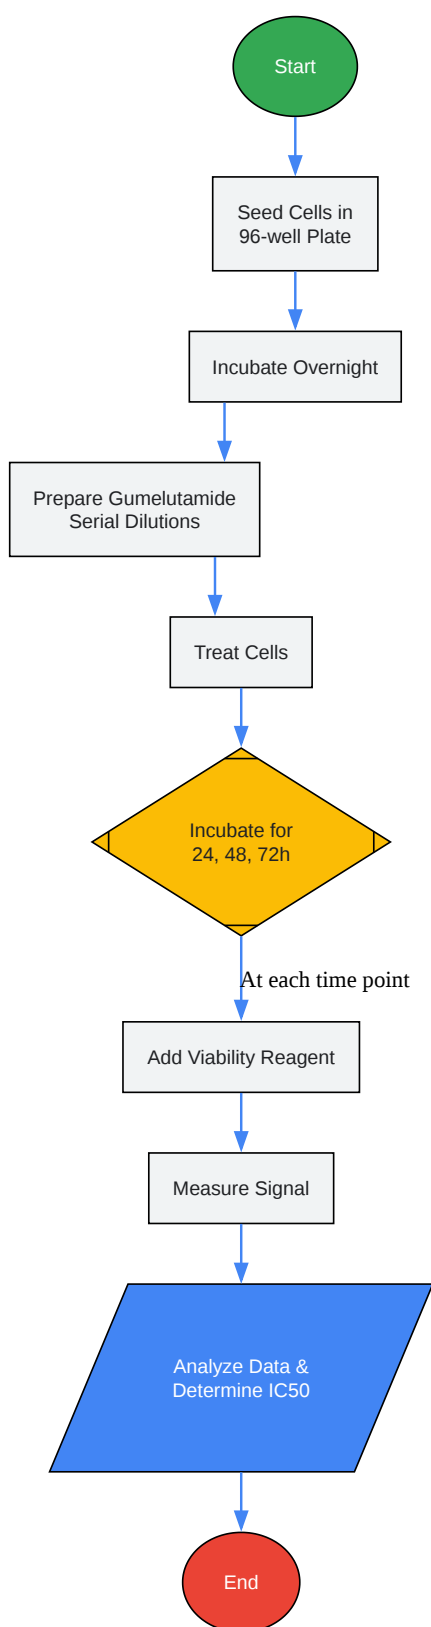 Start
Seed Cells in
96-well Plate
Incubate Overnight
Prepare Gumelutamide
Serial Dilutions
Treat Cells
Incubate for
24, 48, 72h
At each time point
Add Viability Reagent
Measure Signal
Analyze Data &
Determine IC50
End